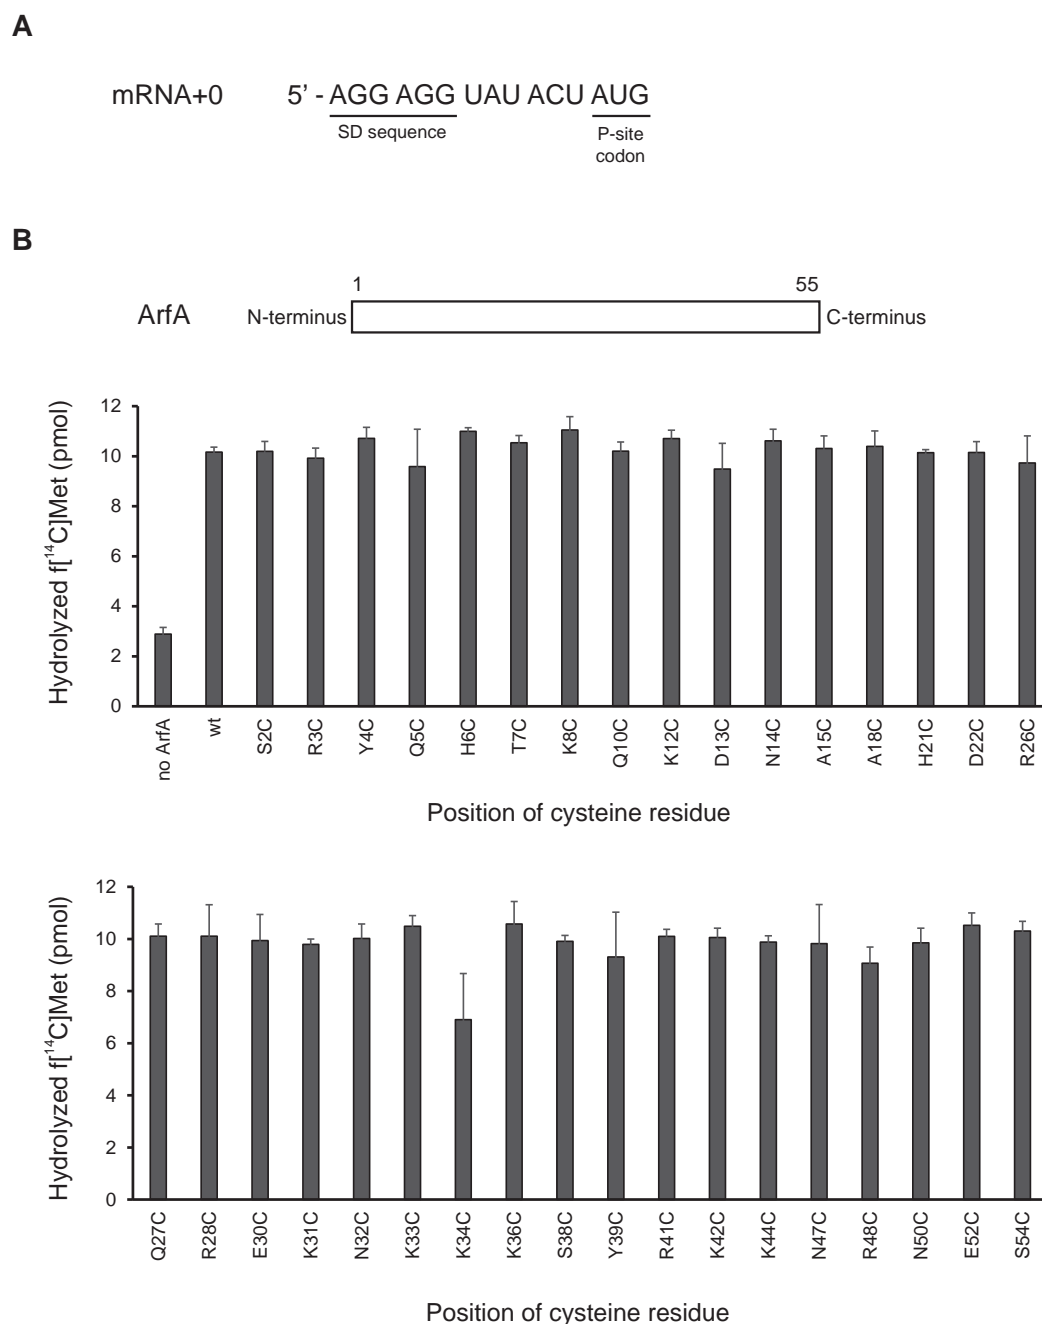 A
mRNA+0 5’ - AGG AGG UAU ACU AUG
SD sequence P-site
codon
B
1 55
ArfA N-terminus C-terminus
Hydrolyzed f[¹⁴C]Met (pmol)
12
10
8
6
4
2
0
no ArfA wt S2C R3C Y4C Q5C H6C T7C K8C Q10C K12C D13C N14C A15C A18C H21C D22C R26C
Position of cysteine residue
Hydrolyzed f[¹⁴C]Met (pmol)
12
10
8
6
4
2
0
Q27C R28C E30C K31C N32C K33C K34C K36C S38C Y39C R41C K42C K44C N47C R48C N50C E52C S54C
Position of cysteine residue